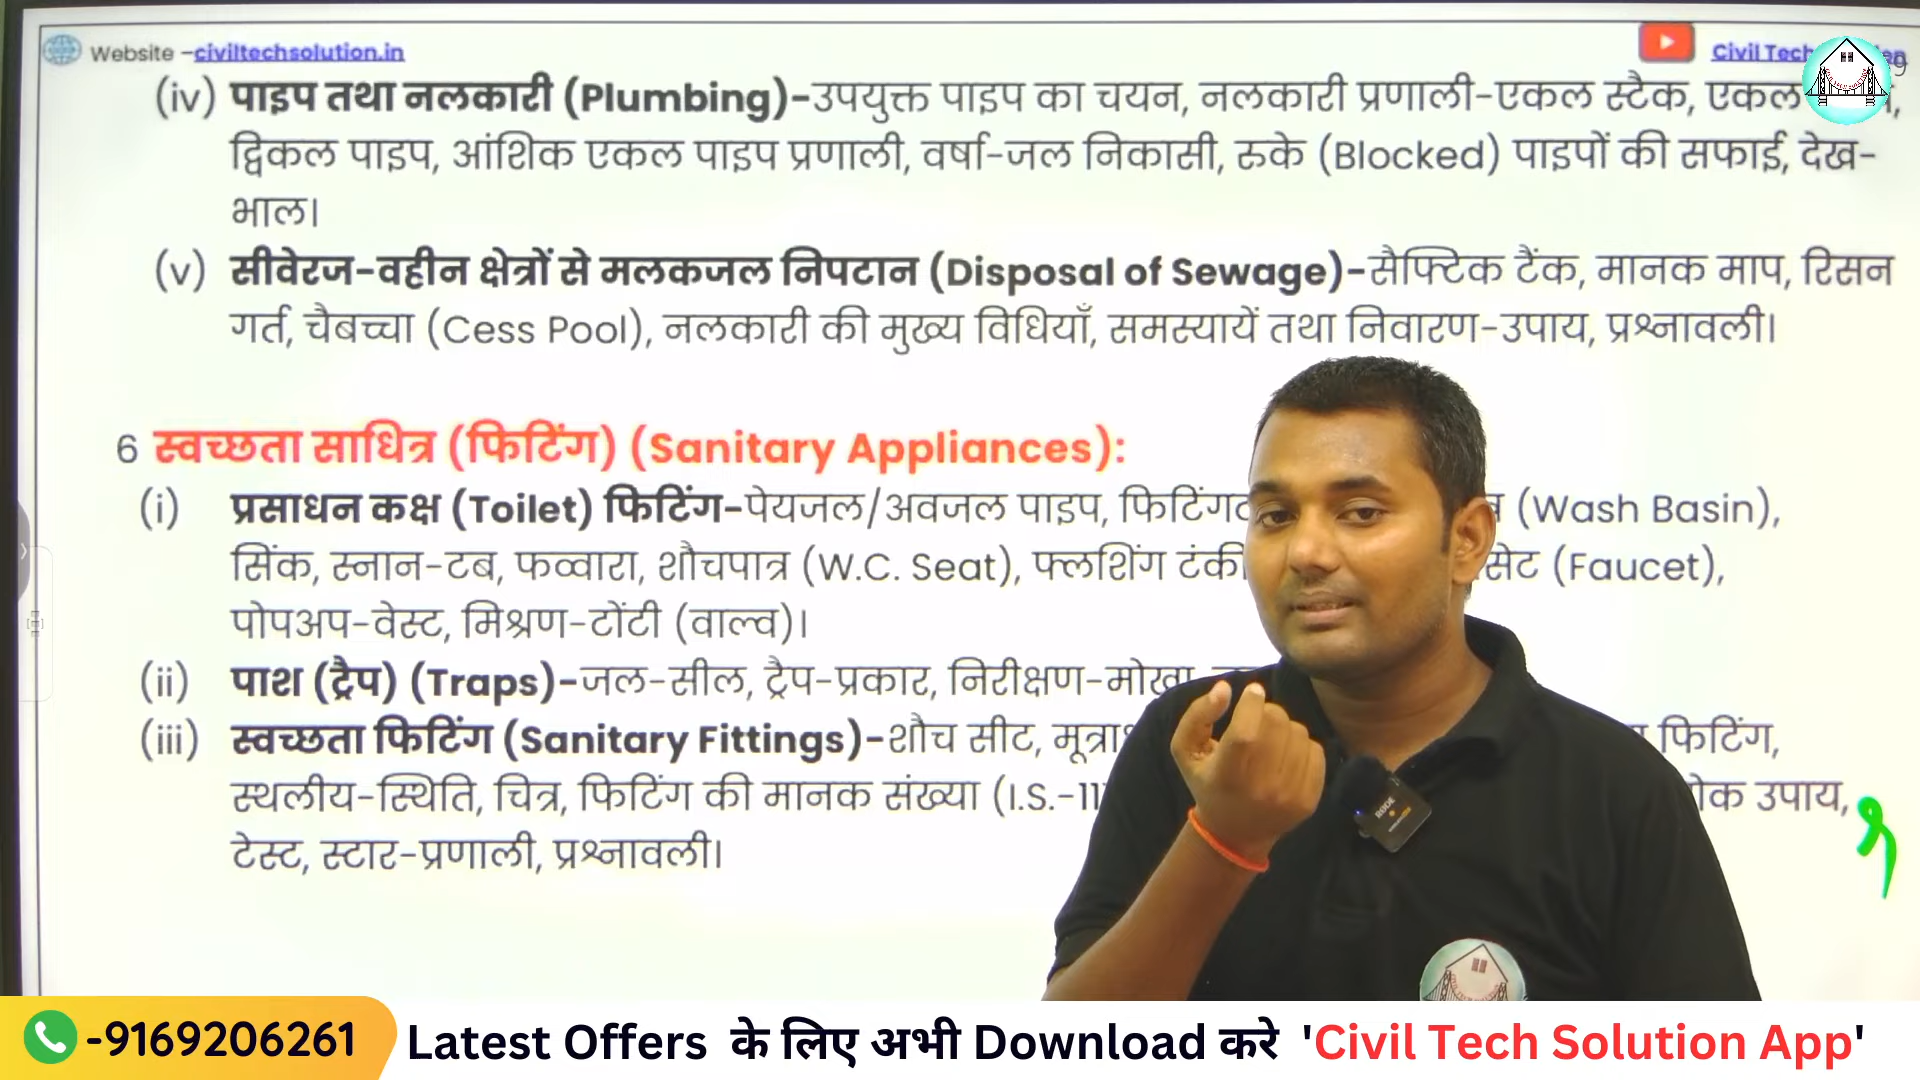 Website –civiltechsolution.in
Civil Tech
(iv) पाइप तथा नलकारी (Plumbing)–उपयुक्त पाइप का चयन, नलकारी प्रणाली–एकल स्टैक, एकल
द्विकल पाइप, आंशिक एकल पाइप प्रणाली, वर्षा–जल निकासी, रुके (Blocked) पाइपों की सफाई, देख–
भाल।
(v) सीवेरज–वहीन क्षेत्रों से मलकजल निपटान (Disposal of Sewage)–सैफ्टिक टैंक, मानक माप, रिसन
गर्त, चैबच्चा (Cess Pool), नलकारी की मुख्य विधियाँ, समस्यायें तथा निवारण–उपाय, प्रश्नावली।
6 स्वच्छता साधित्र (फिटिंग) (Sanitary Appliances):
(i) प्रसाधन कक्ष (Toilet) फिटिंग–पेयजल/अवजल पाइप, (Wash Basin),
सिंक, स्नान–टब, फव्वारा, शौचपात्र (W.C. Seat), फ्लशिंग टंकी (Faucet),
पोपअप–वेस्ट, मिश्रण–टोंटी (वाल्व)।
(ii) पाश (ट्रैप) (Traps)–जल–सील, ट्रैप–प्रकार, निरीक्षण–मोखा
(iii) स्वच्छता फिटिंग (Sanitary Fittings)–शौच सीट, फिटिंग,
स्थलीय–स्थिति, चित्र, फिटिंग की मानक संख्या (I.S.–11 उपाय,
टेस्ट, स्टार–प्रणाली, प्रश्नावली।
RØDE
-9169206261 Latest Offers के लिए अभी Download करे 'Civil Tech Solution App'